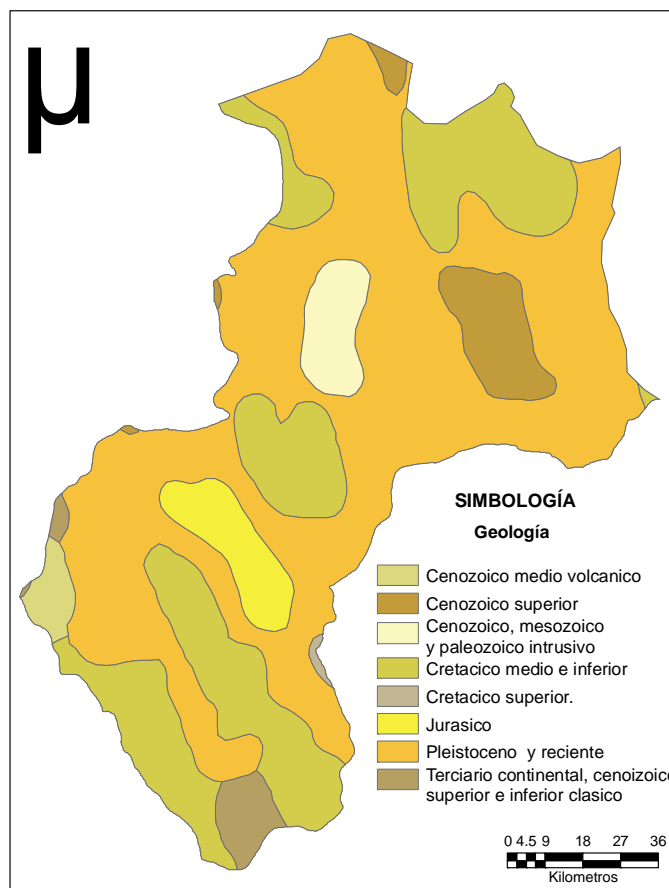 µ
SIMBOLOGÍA
Geología
Cenozoico medio volcanico
Cenozoico superior
Cenozoico, mesozoico
y paleozoico intrusivo
Cretacico medio e inferior
Cretacico superior.
Jurasico
Pleistoceno y reciente
Terciario continental, cenoizoico
superior e inferior clasico
0 4.5 9 18 27 36
Kilometros